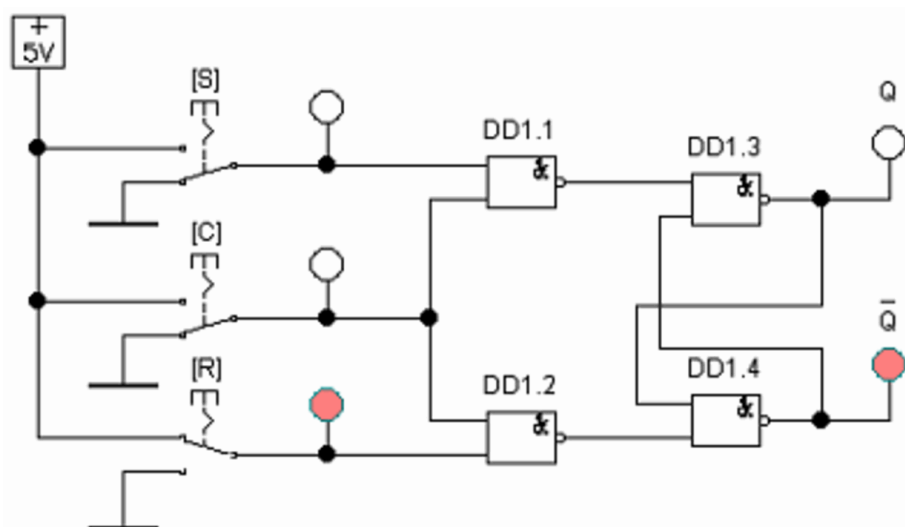 +
5V
[S]
Q
DD1.1
&
DD1.3
&
[C]
Q̅
[R]
DD1.2
&
DD1.4
&